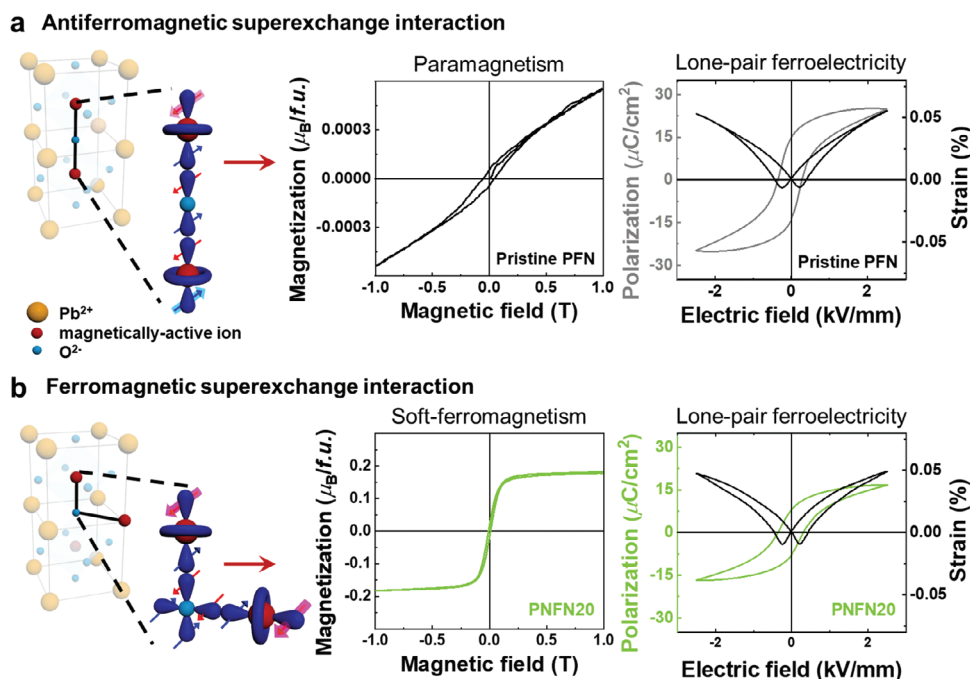 a Antiferromagnetic superexchange interaction
Paramagnetism
Magnetization (μB/f.u.)
0.0003
0.0000
-0.0003
Pristine PFN
-1.0 -0.5 0.0 0.5 1.0
Magnetic field (T)
Lone-pair ferroelectricity
Polarization (μC/cm²)
30
15
0
-15
-30
0.05
0.00
-0.05
Strain (%)
Pristine PFN
-2 0 2
Electric field (kV/mm)
Pb²⁺
magnetically-active ion
O²⁻
b Ferromagnetic superexchange interaction
Soft-ferromagnetism
Magnetization (μB/f.u.)
0.2
0.1
0.0
-0.1
-0.2
PNFN20
-1.0 -0.5 0.0 0.5 1.0
Magnetic field (T)
Lone-pair ferroelectricity
Polarization (μC/cm²)
30
15
0
-15
-30
0.05
0.00
-0.05
Strain (%)
PNFN20
-2 0 2
Electric field (kV/mm)